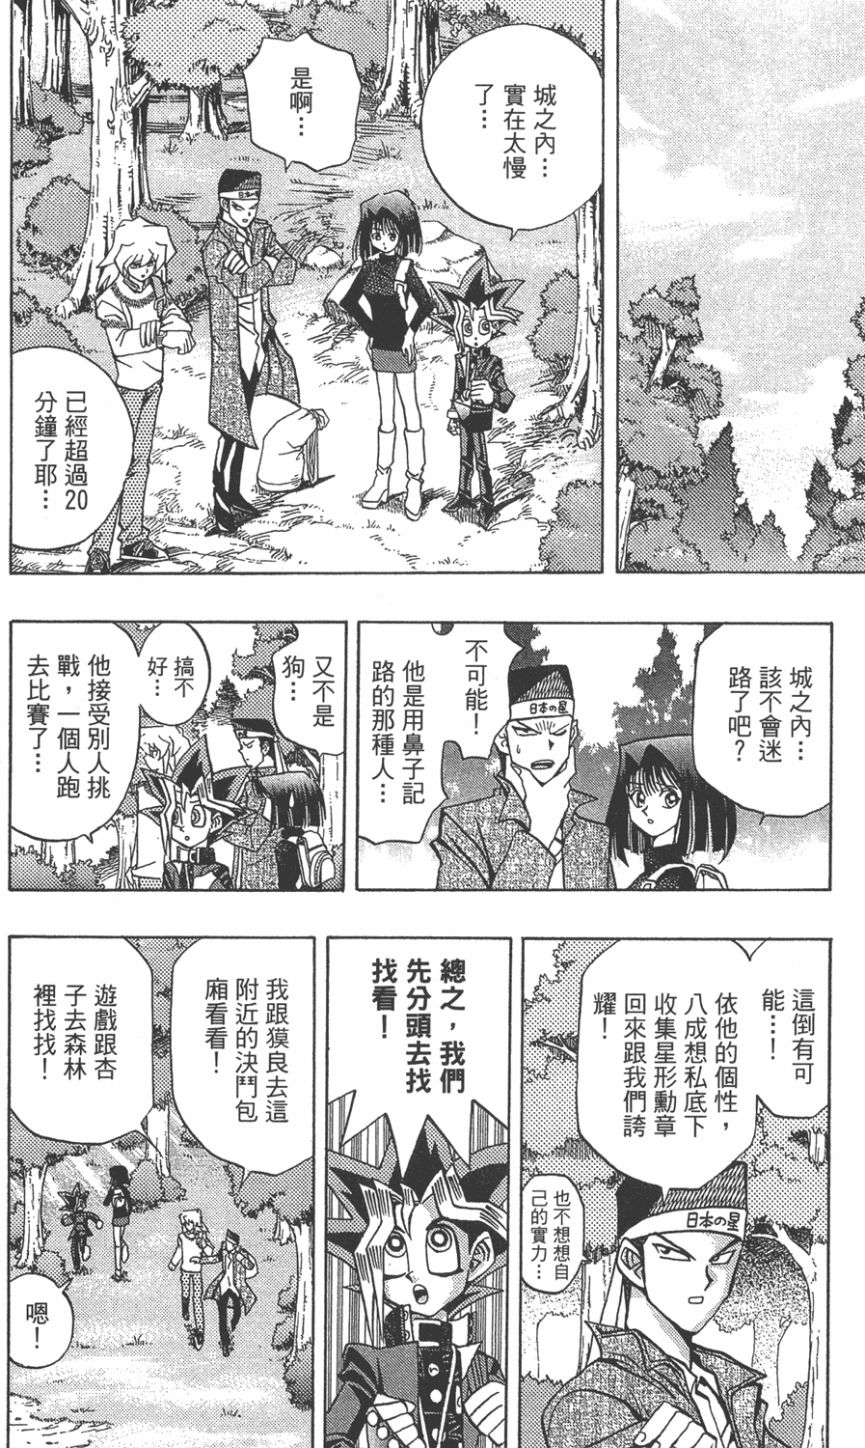 城之內…
實在太慢
了…
是啊…
日本の星
已經超過20
分鐘了耶…
城之內…
該不會迷
路了吧？
不可能！
他是用鼻子記
路的那種人…
日本の星
又不是
狗…
搞不
好…
他接受別人挑
戰，一個人跑
去比賽了…
這倒有可
能…！
依他的個性，
八成想私底下
收集星形勳章
回來跟我們誇
耀！
也不想想自
己的實力…
日本の星
總之，我們
先分頭去找
找看！
我跟獏良去這
附近的決鬥包
廂看看！
遊戲跟杏
子去森林
裡找找！
嗯！